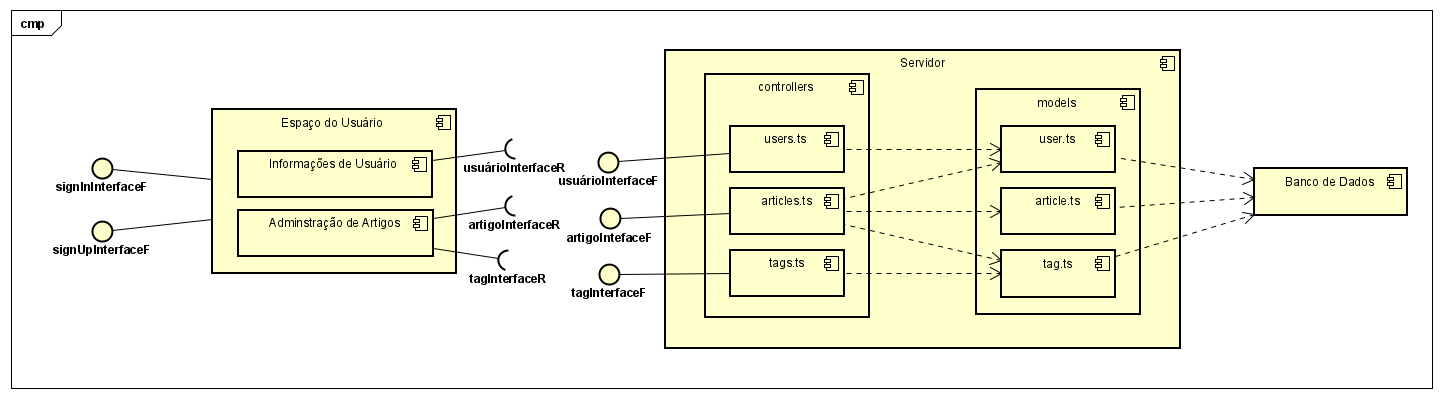 cmp
Servidor
controllers
models
Espaço do Usuário
users.ts
user.ts
Informações de Usuário
usuárioInterfaceR
usuárioInterfaceF
signInInterfaceF
Banco de Dados
articles.ts
article.ts
Adminstração de Artigos
artigoInterfaceR
artigoIntefaceF
signUpInterfaceF
tags.ts
tag.ts
tagInterfaceR
tagInterfaceF